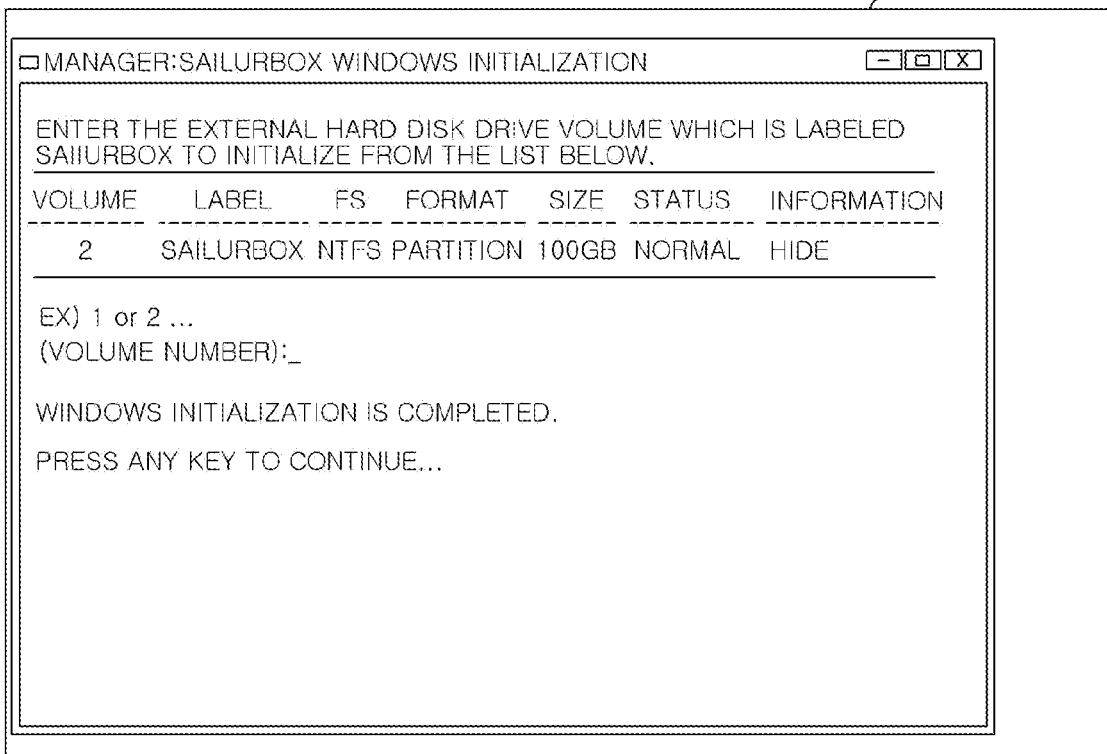 MANAGER:SAILURBOX WINDOWS INITIALIZATION - X
ENTER THE EXTERNAL HARD DISK DRIVE VOLUME WHICH IS LABELED
SAIIURBOX TO INITIALIZE FROM THE LIST BELOW.
VOLUME LABEL FS FORMAT SIZE STATUS INFORMATION
2 SAILURBOX NTFS PARTITION 100GB NORMAL HIDE
EX) 1 or 2 ...
(VOLUME NUMBER):_
WINDOWS INITIALIZATION IS COMPLETED.
PRESS ANY KEY TO CONTINUE...